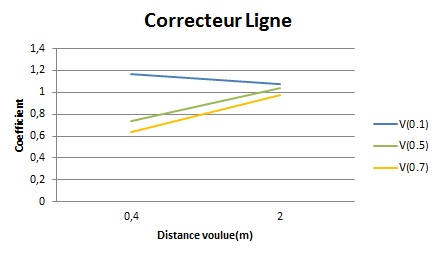 Correcteur Ligne
1,4
1,2
1
0,8
0,6
0,4
0,2
0
Coefficient
0,4
2
Distance voulue(m)
V(0.1)
V(0.5)
V(0.7)